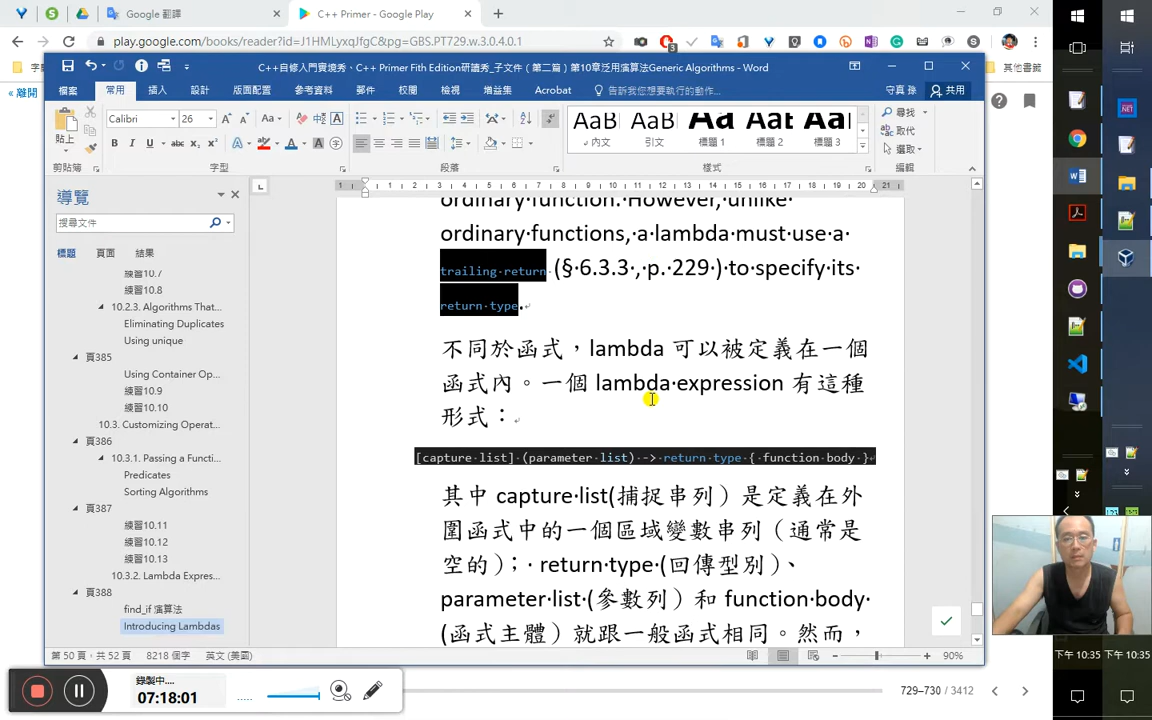 Google 翻譯
C++ Primer - Google Play
play.google.com/books/reader?id=J1HMLyxqJfgC&pg=GBS.PT729.w.3.0.4.0.1
其他書籤
« 離開
C++自修入門實境秀、C++ Primer Fith Edition研讀秀_子文件（第二篇）第10章泛用演算法Generic Algorithms - Word
檔案 常用 插入 設計 版面配置 參考資料 郵件 校閱 檢視 增益集 Acrobat 告訴我您想要執行的動作... 守真 孫 共用
貼上
Calibri 26
AaB AaB Aa AaB AaI
內文 引文 標題 1 標題 2 標題 3
尋找
取代
選取
剪貼簿 字型 段落 樣式 編輯
導覽
搜尋文件
標題 頁面 結果
練習10.7
練習10.8
10.2.3. Algorithms That...
Eliminating Duplicates
Using unique
頁385
Using Container Op...
練習10.9
練習10.10
10.3. Customizing Operat...
頁386
10.3.1. Passing a Functi...
Predicates
Sorting Algorithms
頁387
練習10.11
練習10.12
練習10.13
10.3.2. Lambda Expres...
頁388
find_if 演算法
Introducing Lambdas
ordinary function. However, unlike
ordinary functions, a lambda must use a
trailing return (§ 6.3.3 , p. 229 ) to specify its
return type.
不同於函式，lambda 可以被定義在一個
函式內。一個 lambda expression 有這種
形式：
[capture list] (parameter list) -> return type { function body }
其中 capture list(捕捉串列）是定義在外
圍函式中的一個區域變數串列（通常是
空的）; return type (回傳型別)、
parameter list (參數列）和 function body
(函式主體）就跟一般函式相同。然而，
第 50 頁，共 52 頁 8218 個字 英文 (美國) 90%
錄製中....
07:18:01
729–730 / 3412
下午 10:35 下午 10:35